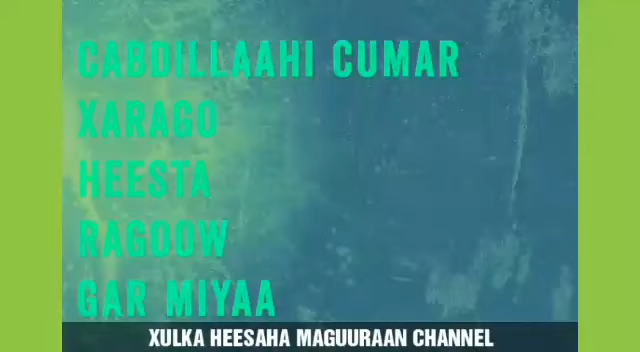 CABDILLAAHI CUMAR
XARAGO
HEESTA
RAGOOW
GAR MIYAA
XULKA HEESAHA MAGUURAAN CHANNEL